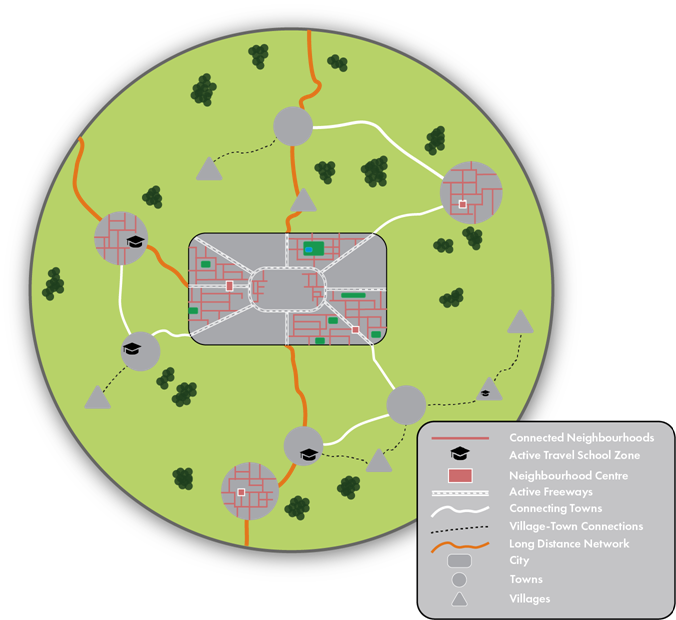 Connected Neighbourhoods
Active Travel School Zone
Neighbourhood Centre
Active Freeways
Connecting Towns
Village-Town Connections
Long Distance Network
City
Towns
Villages